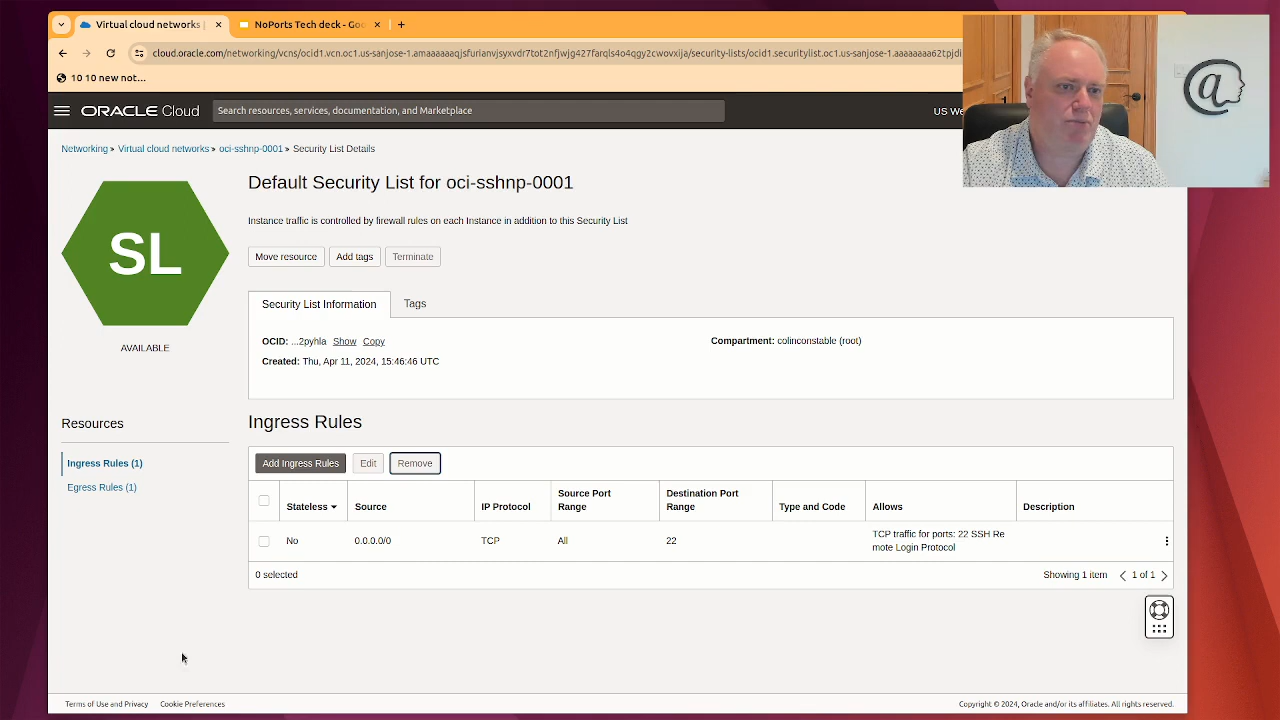 Virtual cloud networks |
NoPorts Tech deck - Goo
cloud.oracle.com/networking/vcns/ocid1.vcn.oc1.us-sanjose-1.amaaaaaaqjsfurianvjsyxvdr7tot2nfjwjg427farqls4o4qgy2cwovxija/security-lists/ocid1.securitylist.oc1.us-sanjose-1.aaaaaaaa62tpjdi
10 10 new not...
ORACLE Cloud
Search resources, services, documentation, and Marketplace
US We
Networking » Virtual cloud networks » oci-sshnp-0001 » Security List Details
SL
AVAILABLE
Default Security List for oci-sshnp-0001
Instance traffic is controlled by firewall rules on each Instance in addition to this Security List
Move resource Add tags Terminate
Security List Information Tags
OCID: ...2pyhla Show Copy
Compartment: colinconstable (root)
Created: Thu, Apr 11, 2024, 15:46:46 UTC
Resources
Ingress Rules (1)
Egress Rules (1)
Ingress Rules
Add Ingress Rules Edit Remove
Stateless Source IP Protocol Source Port Range Destination Port Range Type and Code Allows Description
No 0.0.0.0/0 TCP All 22 TCP traffic for ports: 22 SSH Re
mote Login Protocol
0 selected
Showing 1 item 1 of 1
Terms of Use and Privacy Cookie Preferences
Copyright © 2024, Oracle and/or its affiliates. All rights reserved.